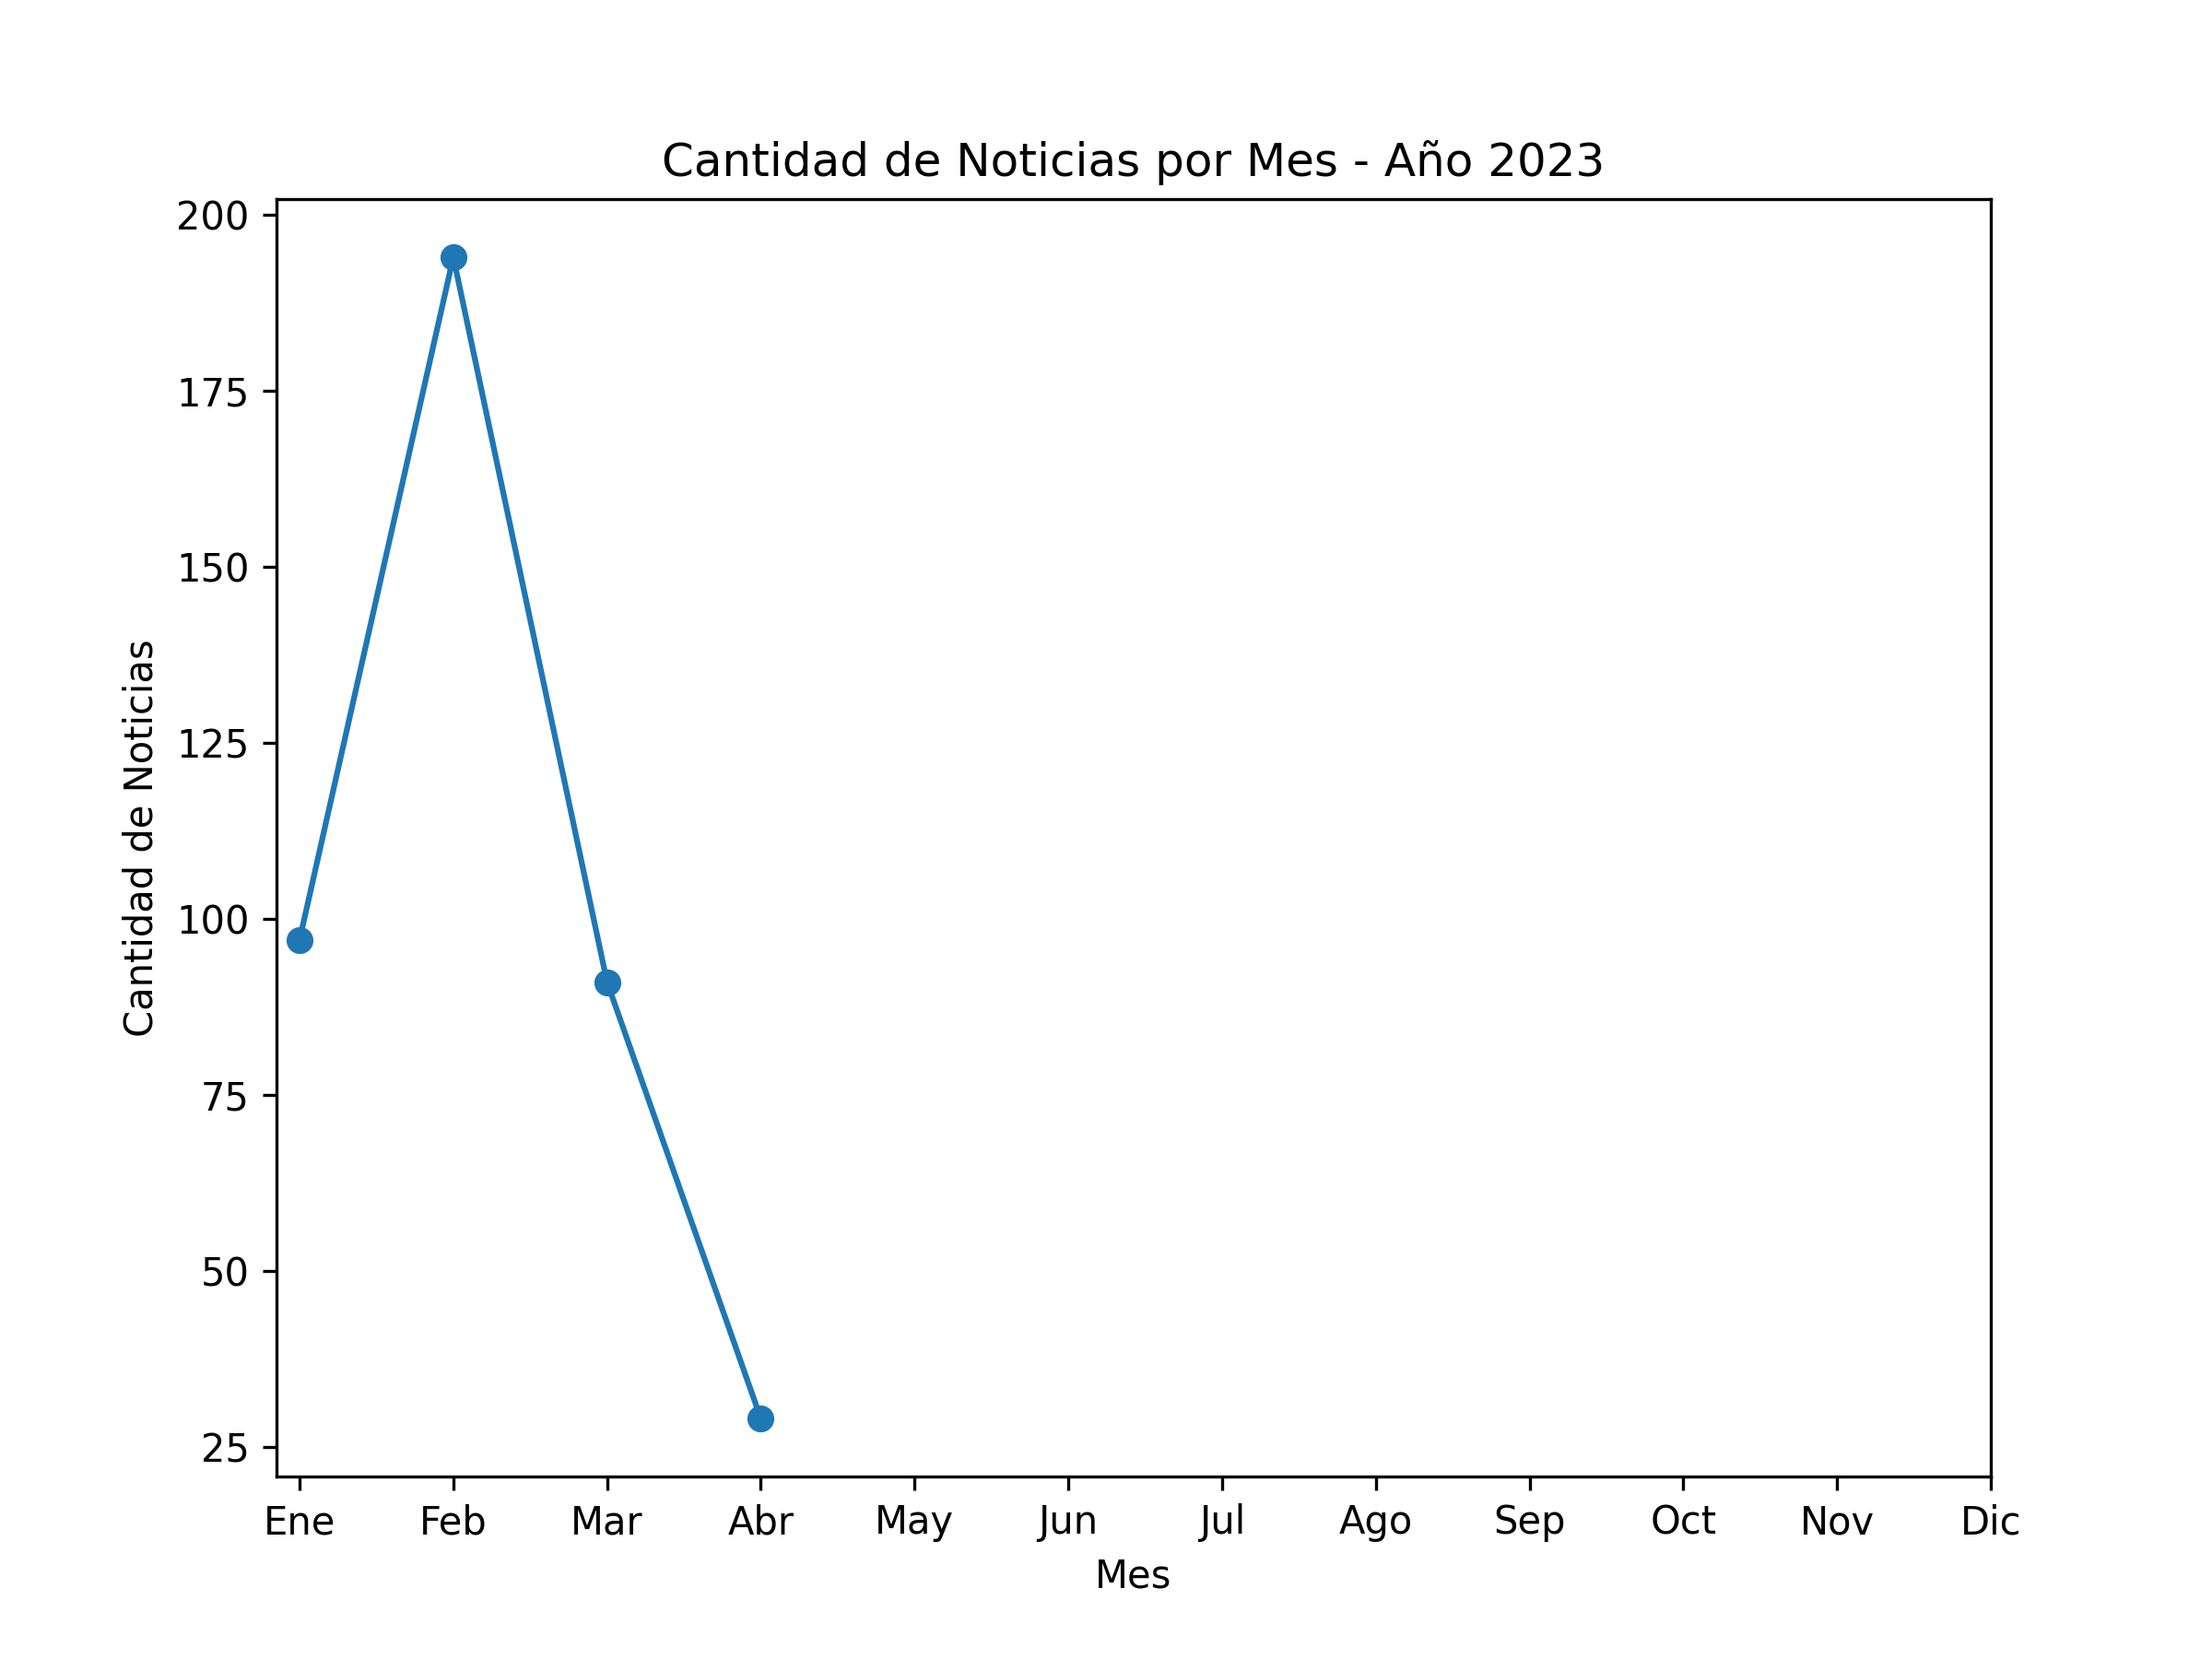 Cantidad de Noticias por Mes - Año 2023
Cantidad de Noticias
200
175
150
125
100
75
50
25
Ene Feb Mar Abr May Jun Jul Ago Sep Oct Nov Dic
Mes